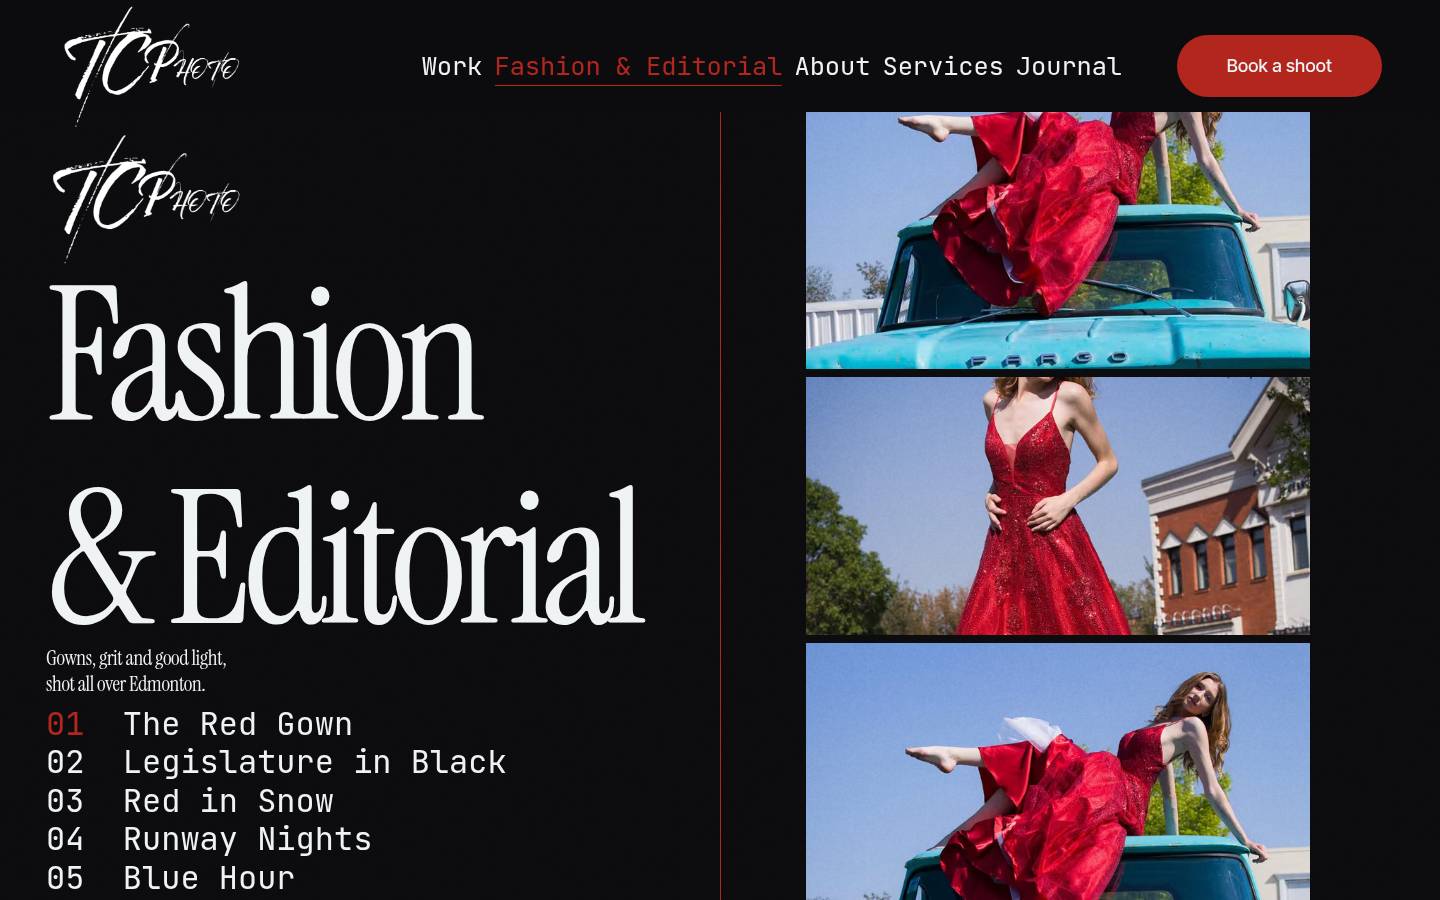 TCPhoto
Work Fashion & Editorial About Services Journal
Book a shoot
TCPhoto
Fashion
& Editorial
Gowns, grit and good light,
shot all over Edmonton.
01 The Red Gown
02 Legislature in Black
03 Red in Snow
04 Runway Nights
05 Blue Hour
FARGO